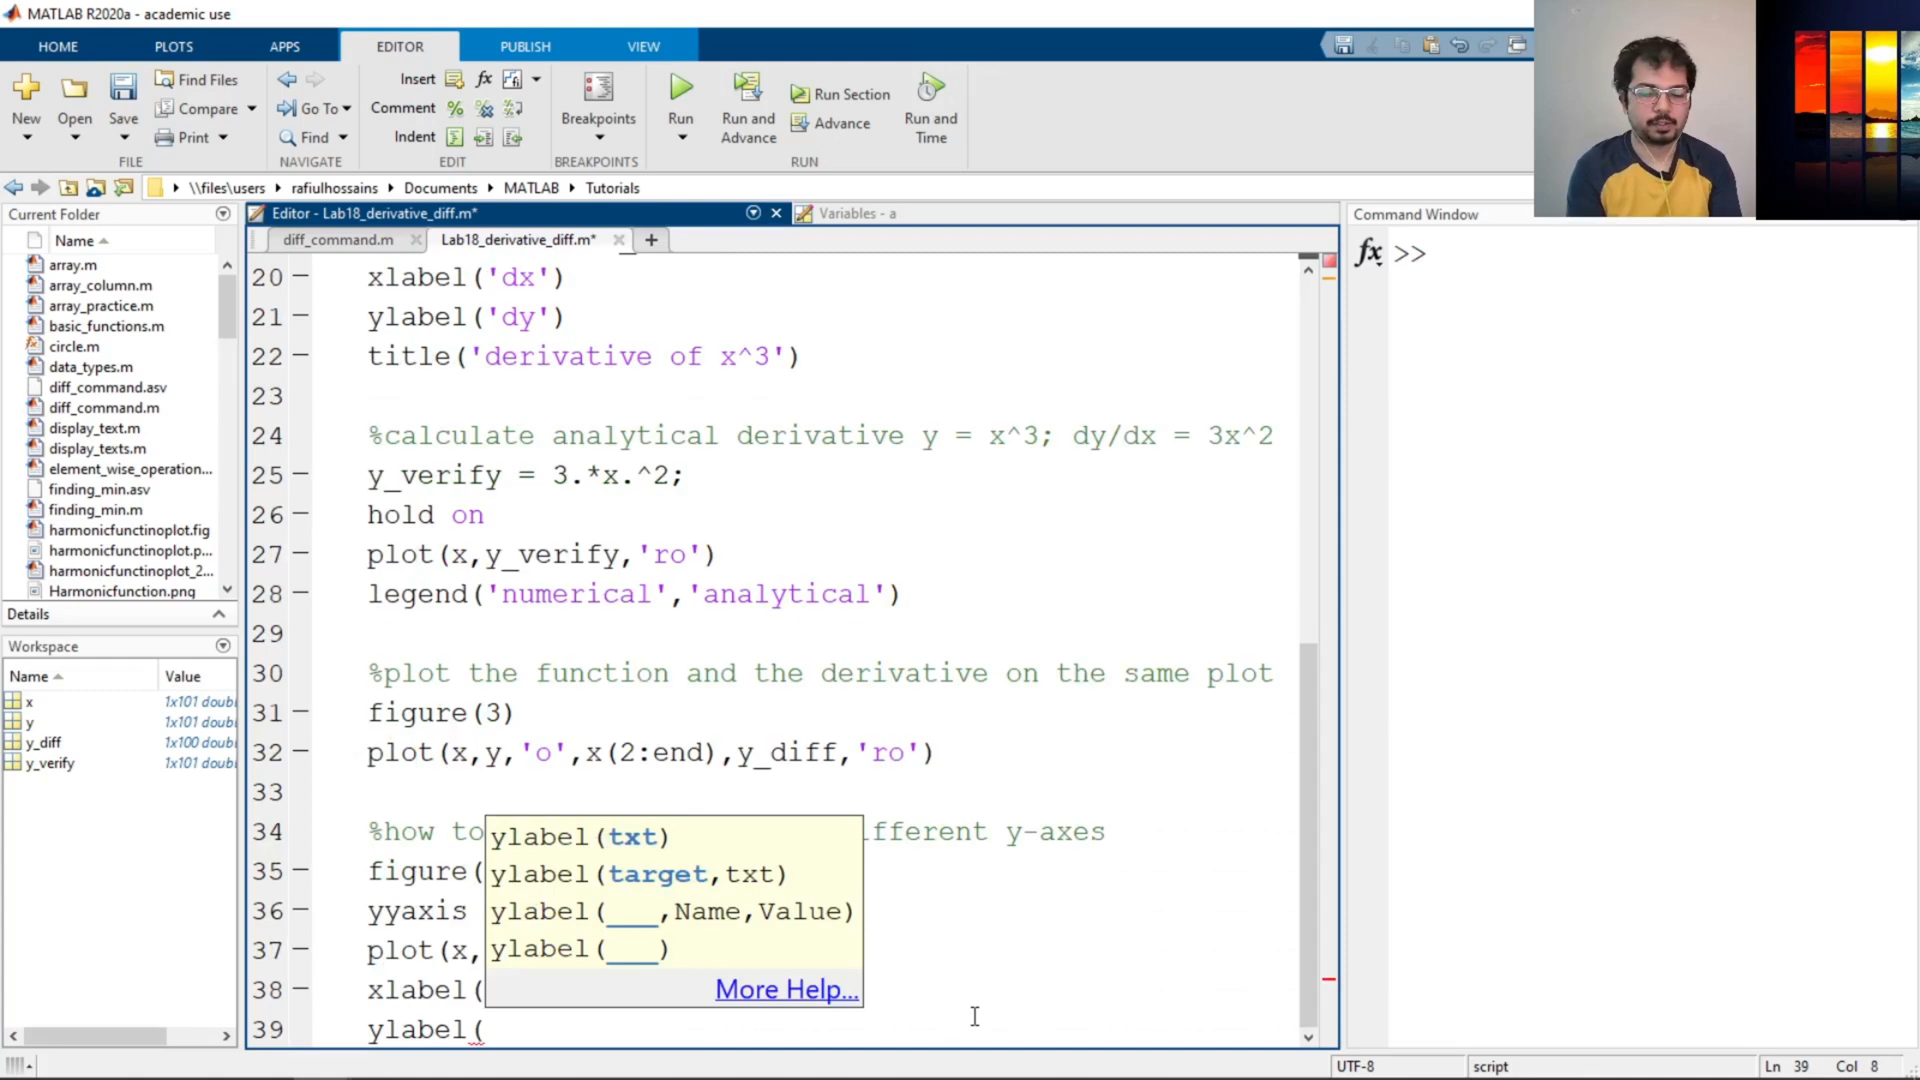 MATLAB R2020a - academic use
HOME PLOTS APPS EDITOR PUBLISH VIEW
New Open Save Find Files Compare Print
FILE
Go To Find
NAVIGATE
Insert fx
Comment %
Indent
EDIT
Breakpoints
BREAKPOINTS
Run Run and Advance Run Section Advance Run and Time
RUN
\\files\users rafiulhossains Documents MATLAB Tutorials
Current Folder
Name
array.m
array_column.m
array_practice.m
basic_functions.m
circle.m
data_types.m
diff_command.asv
diff_command.m
display_text.m
display_texts.m
element_wise_operation...
finding_min.asv
finding_min.m
harmonicfunctinoplot.fig
harmonicfunctinoplot.p...
harmonicfunctinoplot_2...
Harmonicfunction.png
Details
Workspace
Name Value
x 1x101 doubl
y 1x101 doubl
y_diff 1x100 doubl
y_verify 1x101 doubl
Editor - Lab18_derivative_diff.m*
Variables - a
diff_command.m Lab18_derivative_diff.m*
20 xlabel('dx')
21 ylabel('dy')
22 title('derivative of x^3')
23
24 %calculate analytical derivative y = x^3; dy/dx = 3x^2
25 y_verify = 3.*x.^2;
26 hold on
27 plot(x,y_verify,'ro')
28 legend('numerical','analytical')
29
30 %plot the function and the derivative on the same plot
31 figure(3)
32 plot(x,y,'o',x(2:end),y_diff,'ro')
33
34 %how to fferent y-axes
35 figure(
36 yyaxis
37 plot(x,
38 xlabel(
39 ylabel(
ylabel(txt)
ylabel(target,txt)
ylabel(___,Name,Value)
ylabel(___)
More Help...
Command Window
fx >>
UTF-8 script Ln 39 Col 8